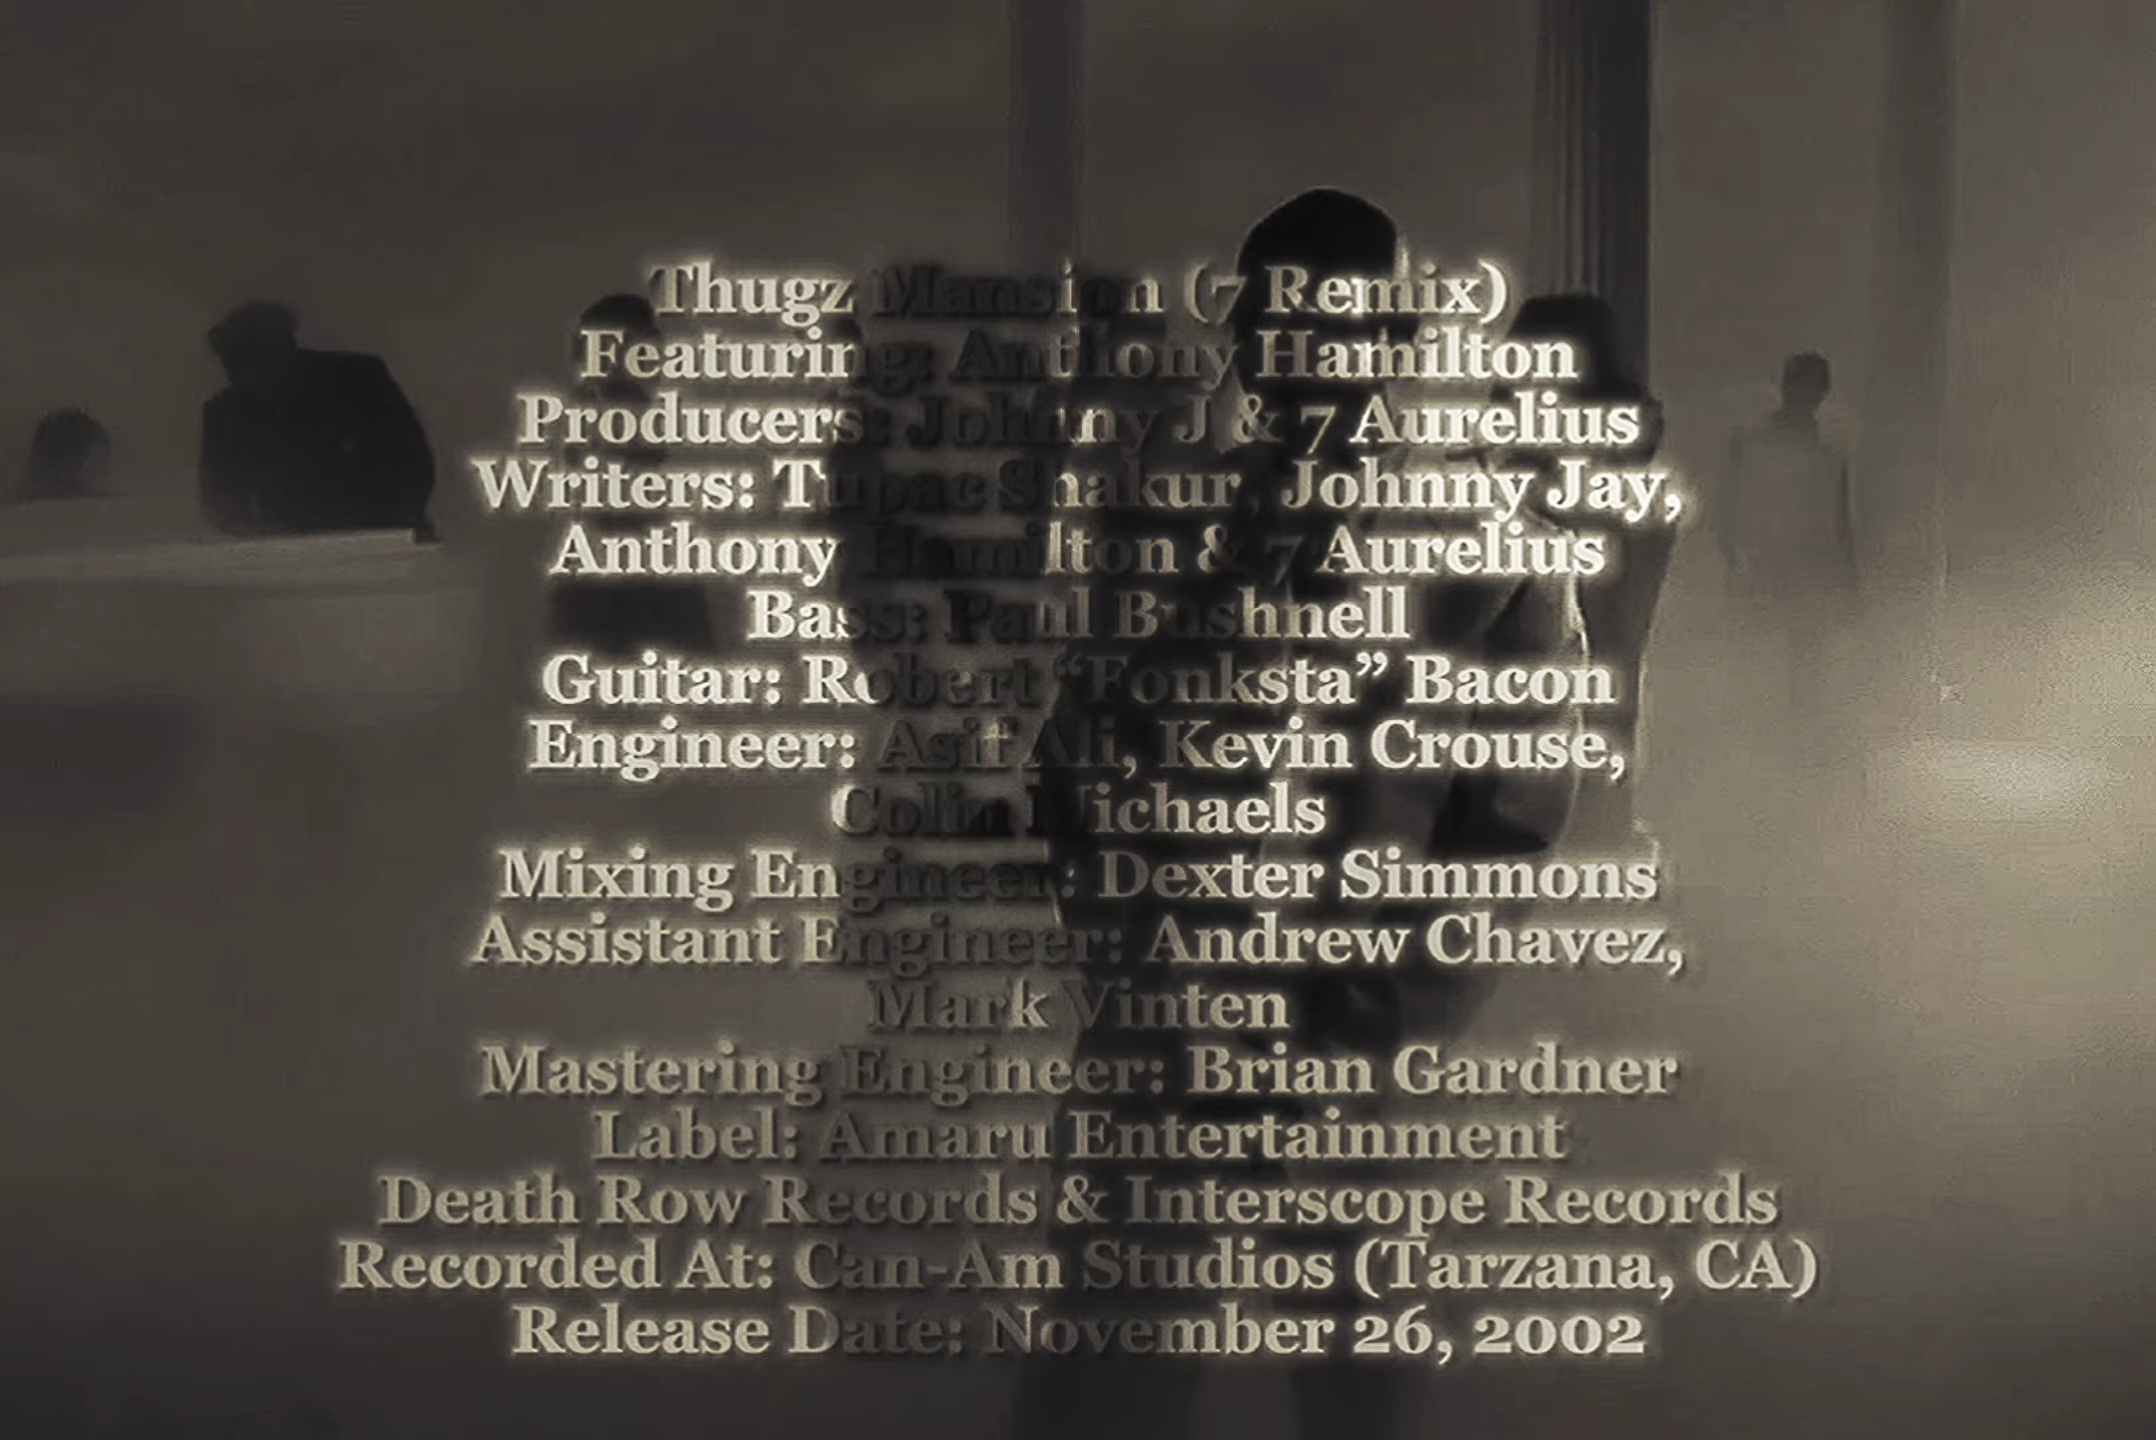 Thugz Mansion (7 Remix)
Featuring: Anthony Hamilton
Producers: Johnny J & 7 Aurelius
Writers: Tupac Shakur, Johnny Jay,
Anthony Hamilton & 7 Aurelius
Bass: Paul Bushnell
Guitar: Robert “Fonksta” Bacon
Engineer: Asif Ali, Kevin Crouse,
Colin Michaels
Mixing Engineer: Dexter Simmons
Assistant Engineer: Andrew Chavez,
Mark Vinten
Mastering Engineer: Brian Gardner
Label: Amaru Entertainment
Death Row Records & Interscope Records
Recorded At: Can-Am Studios (Tarzana, CA)
Release Date: November 26, 2002